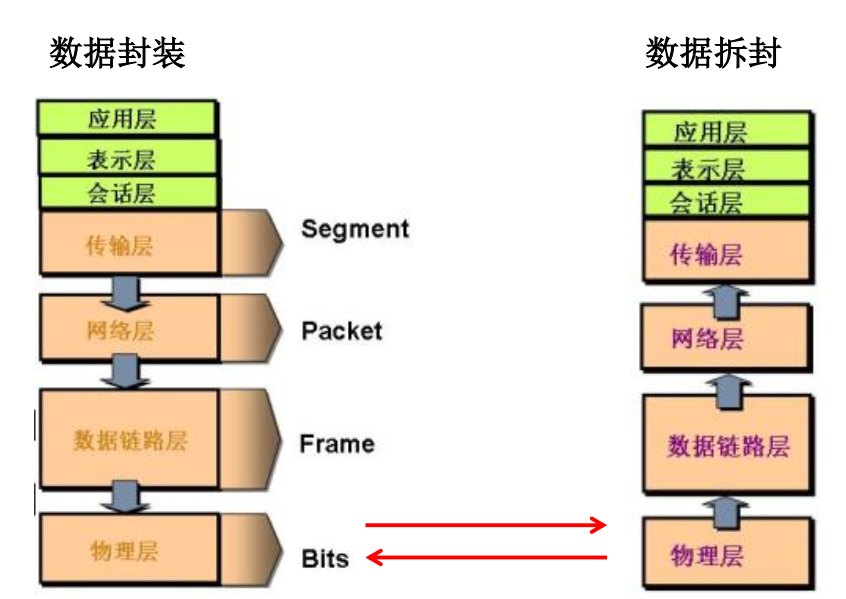 数据封装
应用层
表示层
会话层
传输层
Segment
网络层
Packet
数据链路层
Frame
物理层
Bits
数据拆封
应用层
表示层
会话层
传输层
网络层
数据链路层
物理层